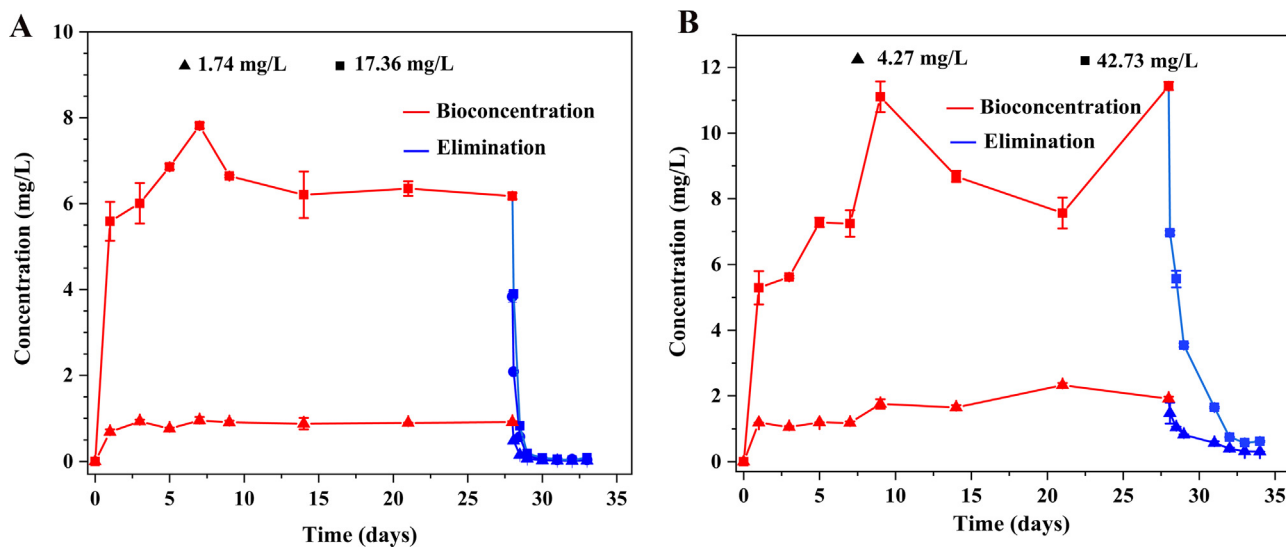 A
1.74 mg/L
17.36 mg/L
Bioconcentration
Elimination
Concentration (mg/L)
10
8
6
4
2
0
0 5 10 15 20 25 30 35
Time (days)
B
4.27 mg/L
42.73 mg/L
Bioconcentration
Elimination
Concentration (mg/L)
12
10
8
6
4
2
0
0 5 10 15 20 25 30 35
Time (days)